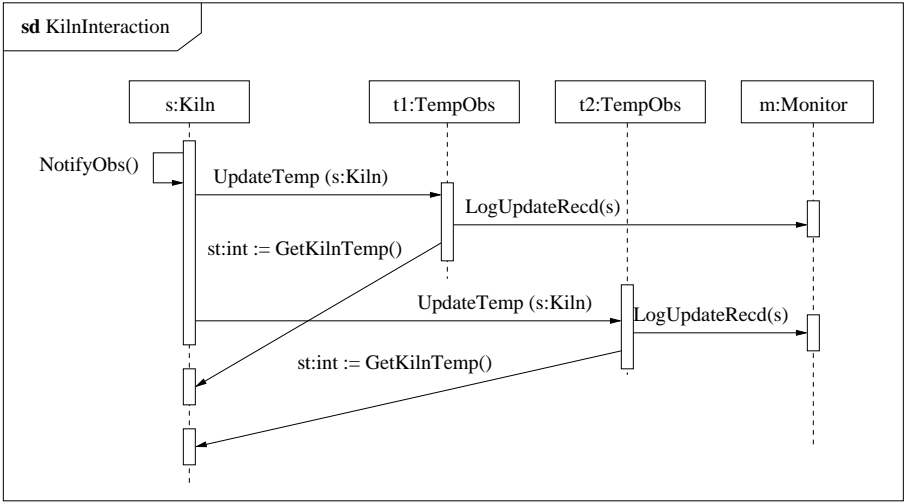 sd KilnInteraction
s:Kiln
t1:TempObs
t2:TempObs
m:Monitor
NotifyObs()
UpdateTemp (s:Kiln)
LogUpdateRecd(s)
st:int := GetKilnTemp()
UpdateTemp (s:Kiln)
LogUpdateRecd(s)
st:int := GetKilnTemp()